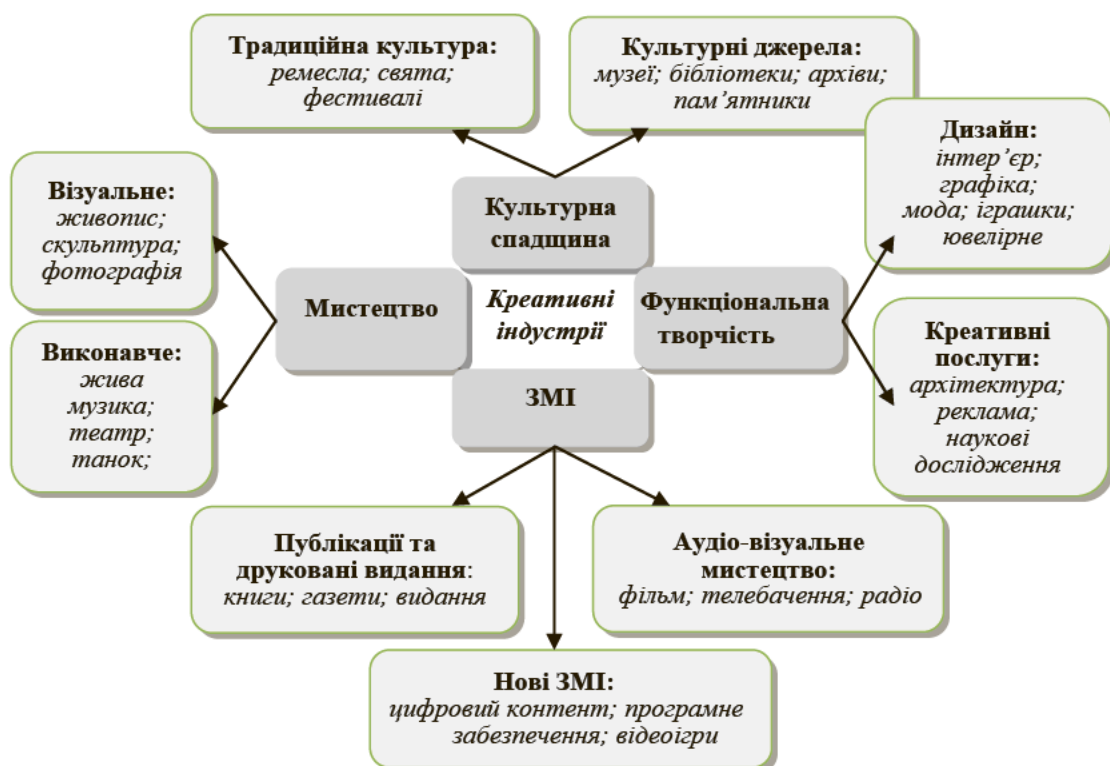 Традиційна культура:
ремесла; свята;
фестивалі
Культурні джерела:
музеї; бібліотеки; архіви;
пам’ятники
Дизайн:
інтер’єр;
графіка;
мода; іграшки;
ювелірне
Візуальне:
живопис;
скульптура;
фотографія
Культурна
спадщина
Мистецтво
Креативні
індустрії
Функціональна
творчість
ЗМІ
Виконавче:
жива
музика;
театр;
танок;
Креативні
послуги:
архітектура;
реклама;
наукові
дослідження
Публікації та
друковані видання:
книги; газети; видання
Аудіо-візуальне
мистецтво:
фільм; телебачення; радіо
Нові ЗМІ:
цифровий контент; програмне
забезпечення; відеоігри